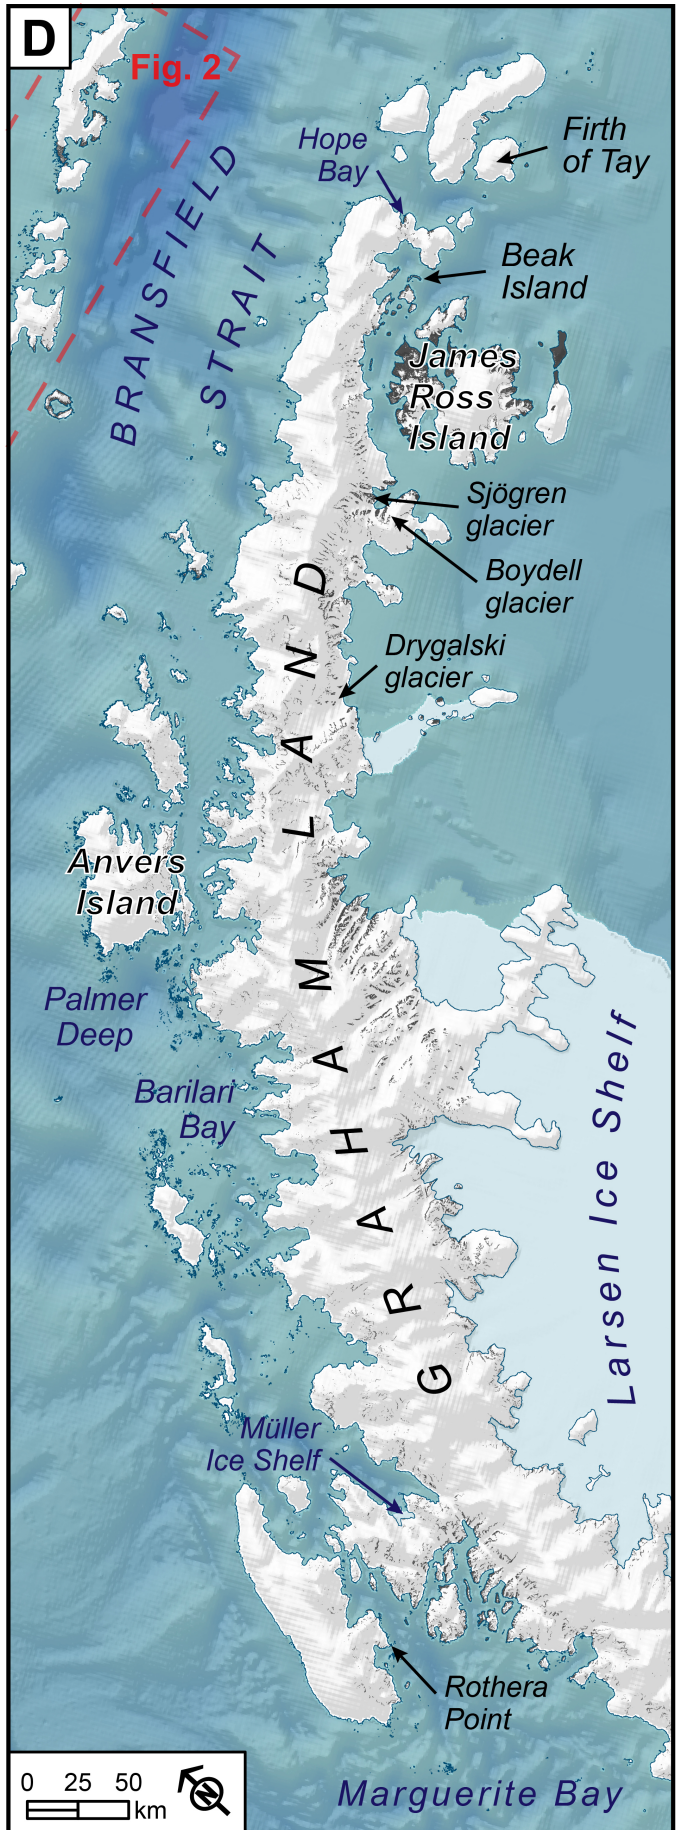 D
Fig. 2
Hope
Bay
Firth
of Tay
BRANSFIELD
STRAIT
Beak
Island
James
Ross
Island
Sjögren
glacier
Boydell
glacier
Drygalski
glacier
GRAHAM LAND
Anvers
Island
Palmer
Deep
Barilari
Bay
Larsen Ice Shelf
Müller
Ice Shelf
Rothera
Point
Marguerite Bay
0 25 50
km
N